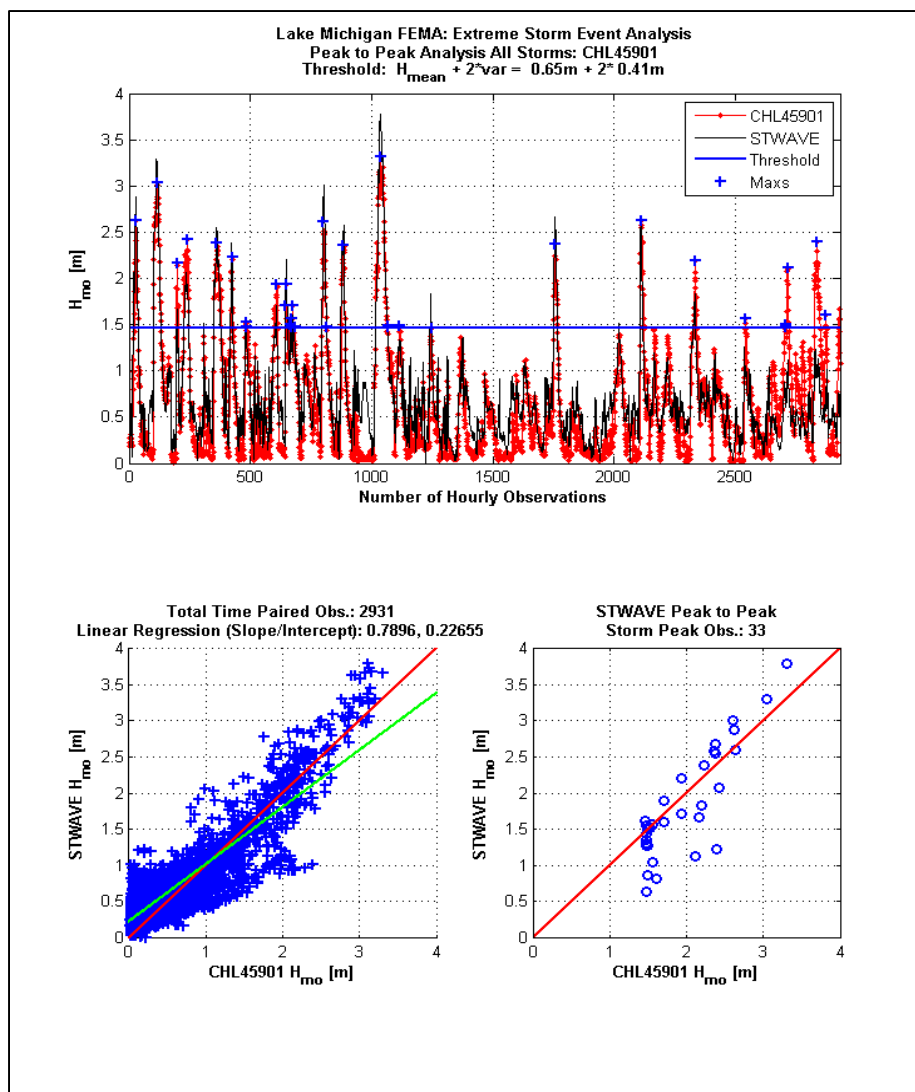 Lake Michigan FEMA: Extreme Storm Event Analysis
Peak to Peak Analysis All Storms: CHL45901
Threshold: Hmean + 2*var = 0.65m + 2* 0.41m
4
3.5
3
2.5
2
1.5
1
0.5
0
Hmo [m]
CHL45901
STWAVE
Threshold
Maxs
0 500 1000 1500 2000 2500
Number of Hourly Observations
Total Time Paired Obs.: 2931
Linear Regression (Slope/Intercept): 0.7896, 0.22655
4
3.5
3
2.5
2
1.5
1
0.5
0
STWAVE Hmo [m]
0 1 2 3 4
CHL45901 Hmo [m]
STWAVE Peak to Peak
Storm Peak Obs.: 33
4
3.5
3
2.5
2
1.5
1
0.5
0
STWAVE Hmo [m]
0 1 2 3 4
CHL45901 Hmo [m]